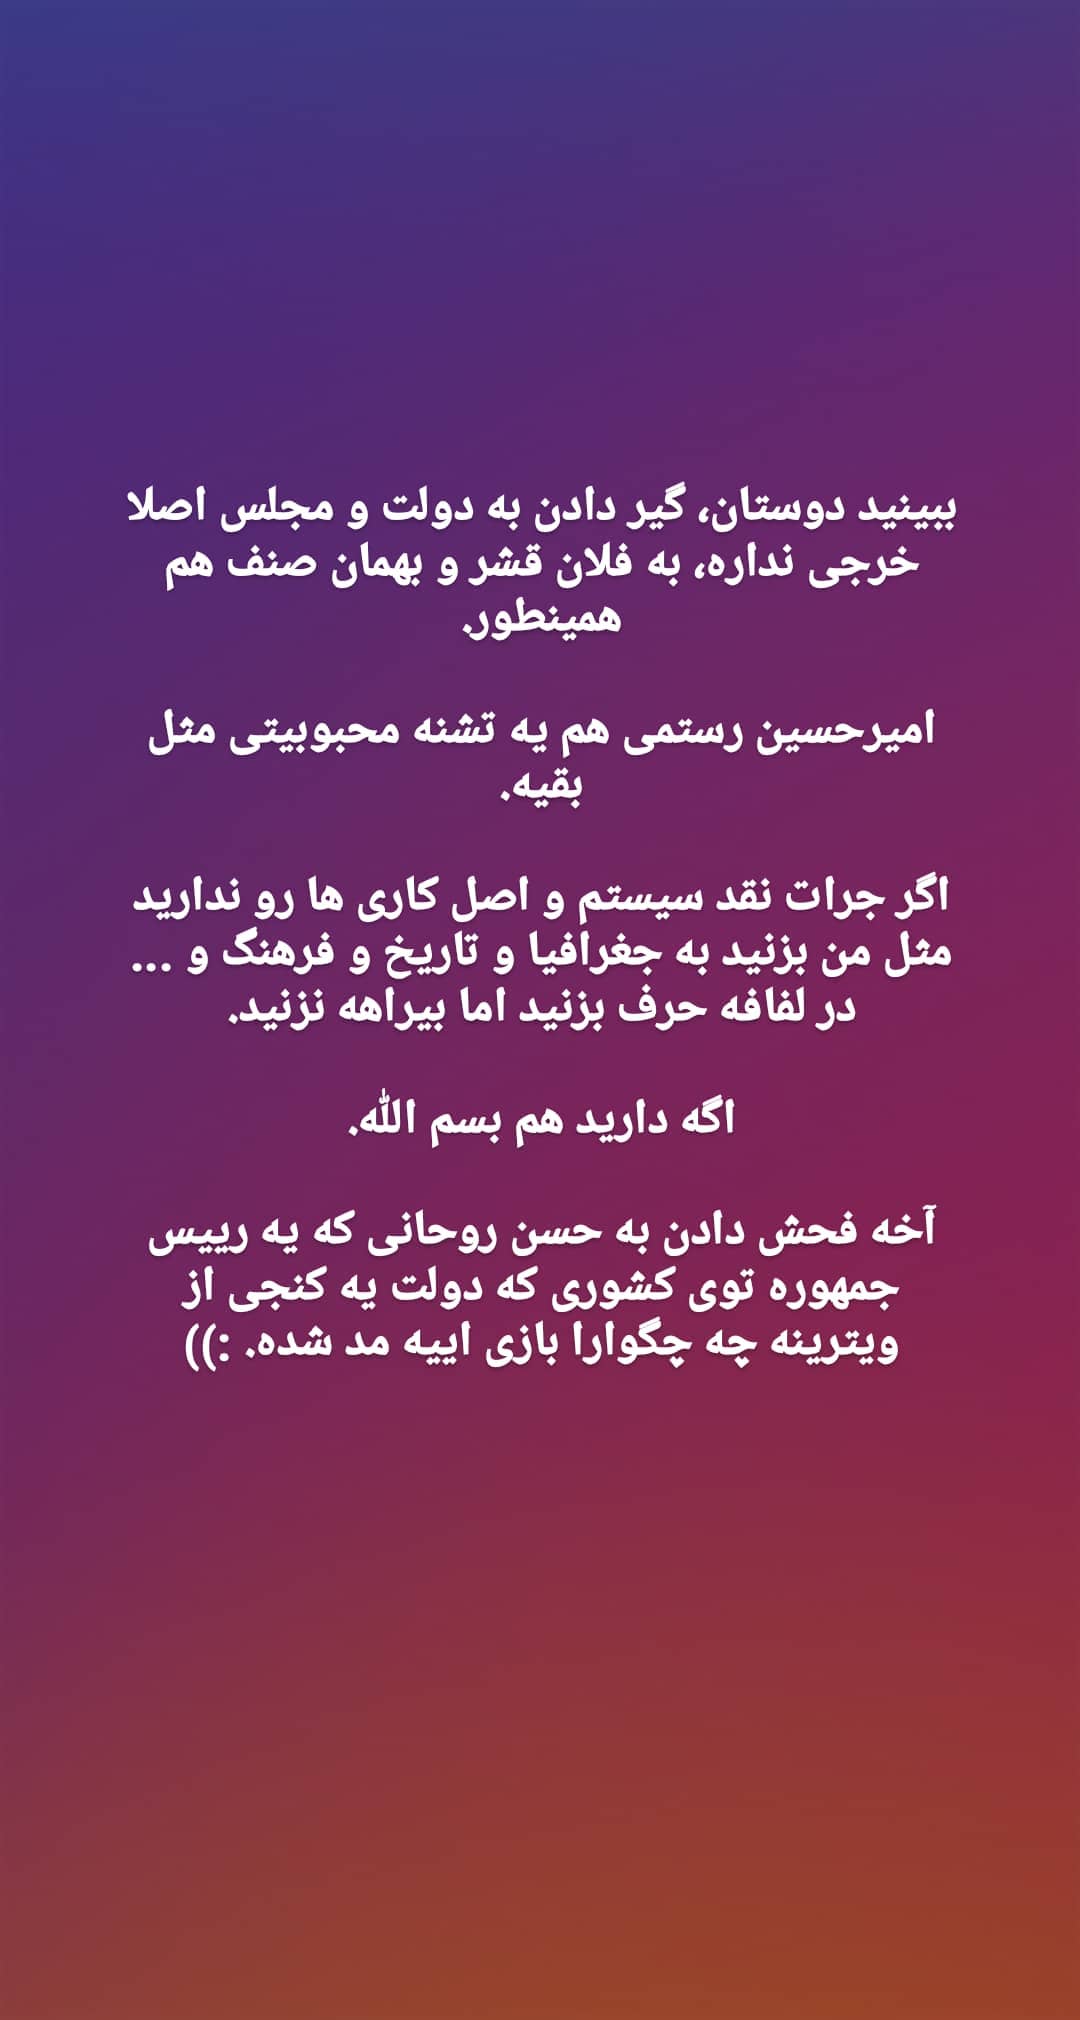 ببینید دوستان، گیر دادن به دولت و مجلس اصلا
خرجی نداره، به فلان قشر و بهمان صنف هم
همینطور.
امیرحسین رستمی هم یه تشنه محبوبیتی مثل
بقیه.
اگر جرات نقد سیستم و اصل کاری ها رو ندارید
مثل من بزنید به جغرافیا و تاریخ و فرهنگ و ...
در لفافه حرف بزنید اما بیراهه نزنید.
اگه دارید هم بسم الله.
آخه فحش دادن به حسن روحانی که یه رییس
جمهوره توی کشوری که دولت یه کنجی از
ویترینه چه چگوارا بازی اییه مد شده. :))